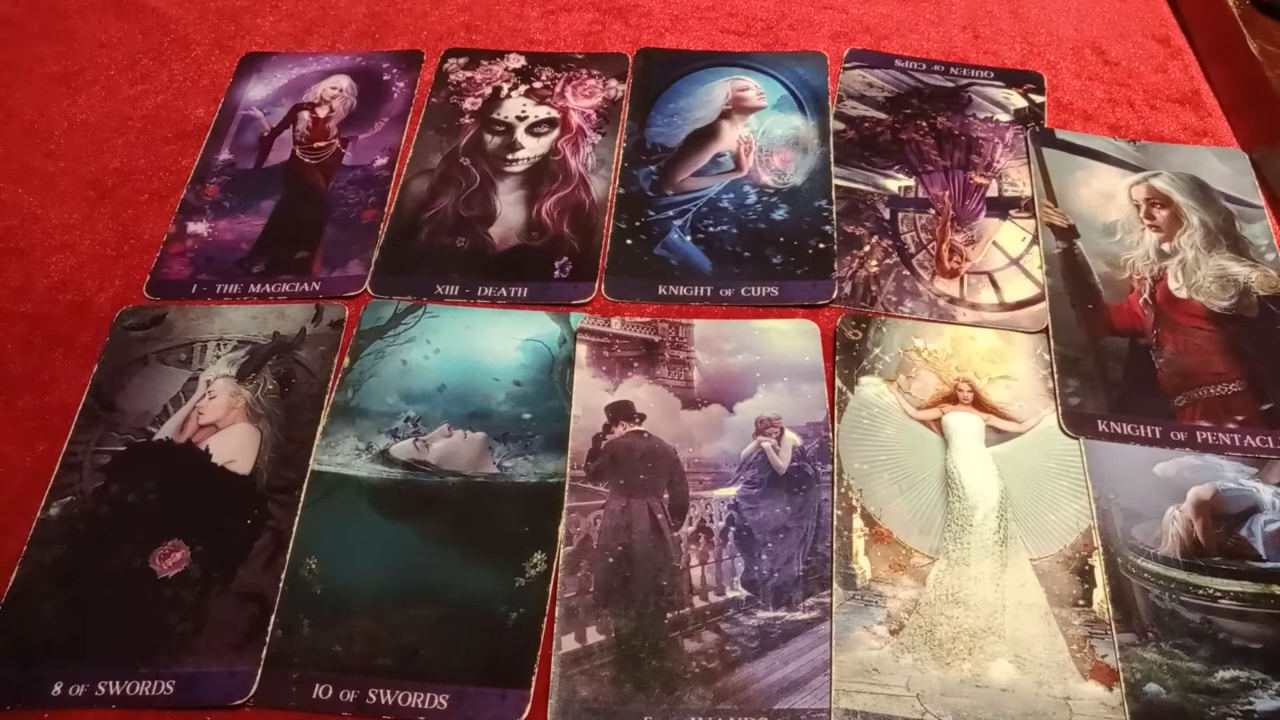 I - THE MAGICIAN
XIII - DEATH
KNIGHT OF CUPS
QUEEN OF CUPS
KNIGHT OF PENTACL
8 OF SWORDS
10 OF SWORDS
WANDS